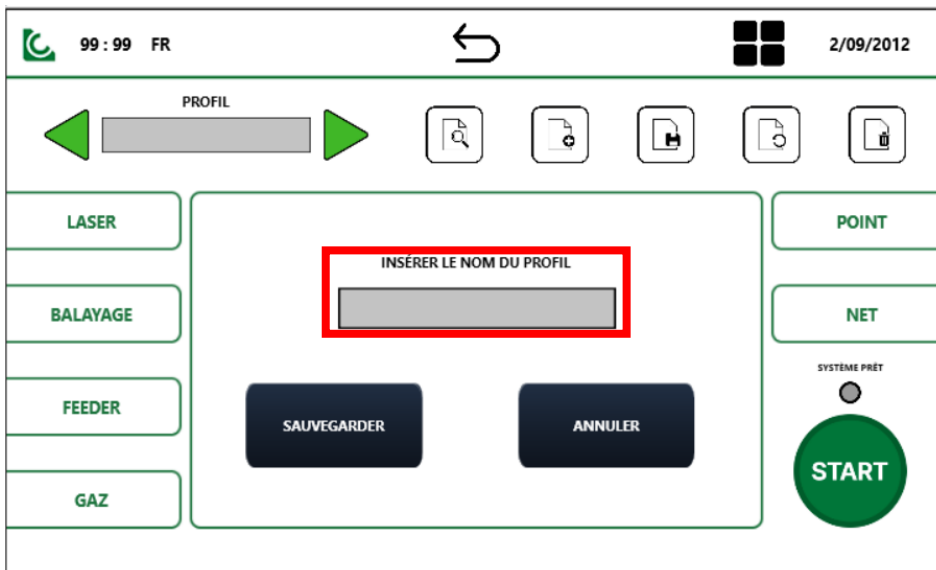 99 : 99 FR
2/09/2012
PROFIL
LASER
POINT
INSÉRER LE NOM DU PROFIL
BALAYAGE
NET
SYSTÈME PRÊT
FEEDER
SAUVEGARDER
ANNULER
START
GAZ